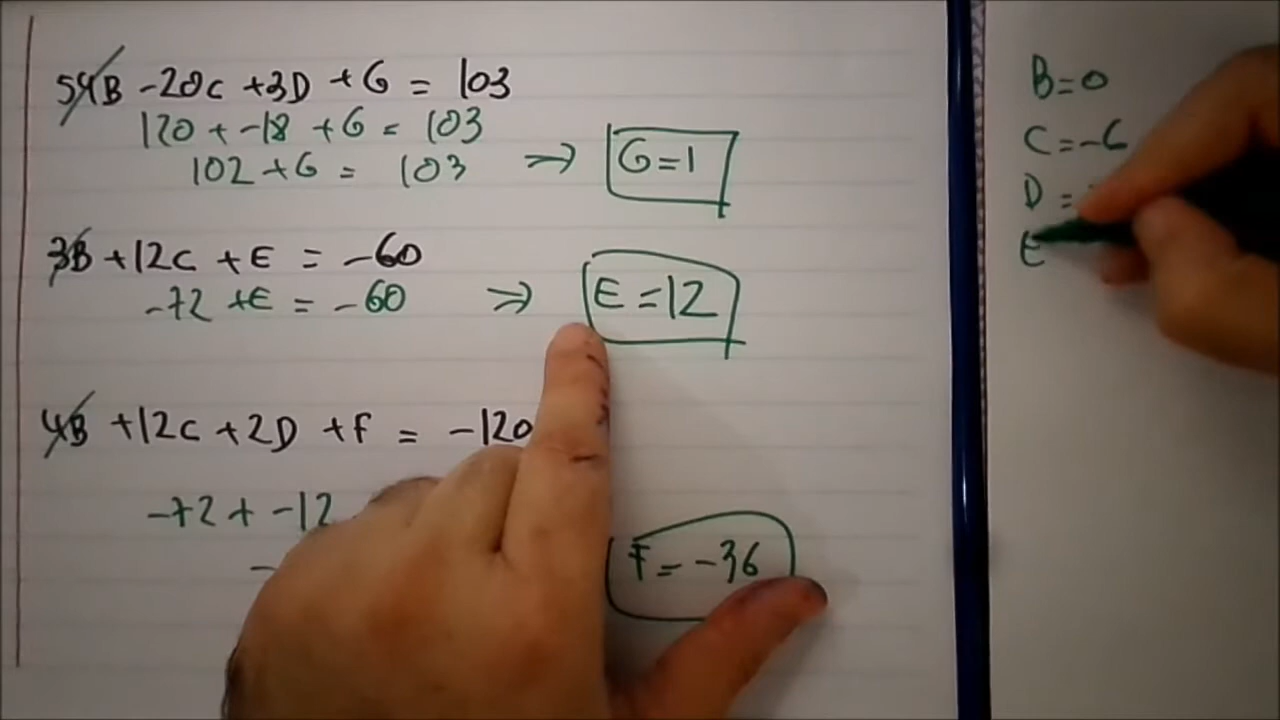 54B -20C +3D +G = 103
120 + -18 + G = 103
102 + G = 103 ⇒ G=1
3B +12C + E = -60
-72 +E = -60 ⇒ E=12
4B +12C +2D +F = -120
-72 + -12
-
F = -36
B=0
C=-6
D =
E